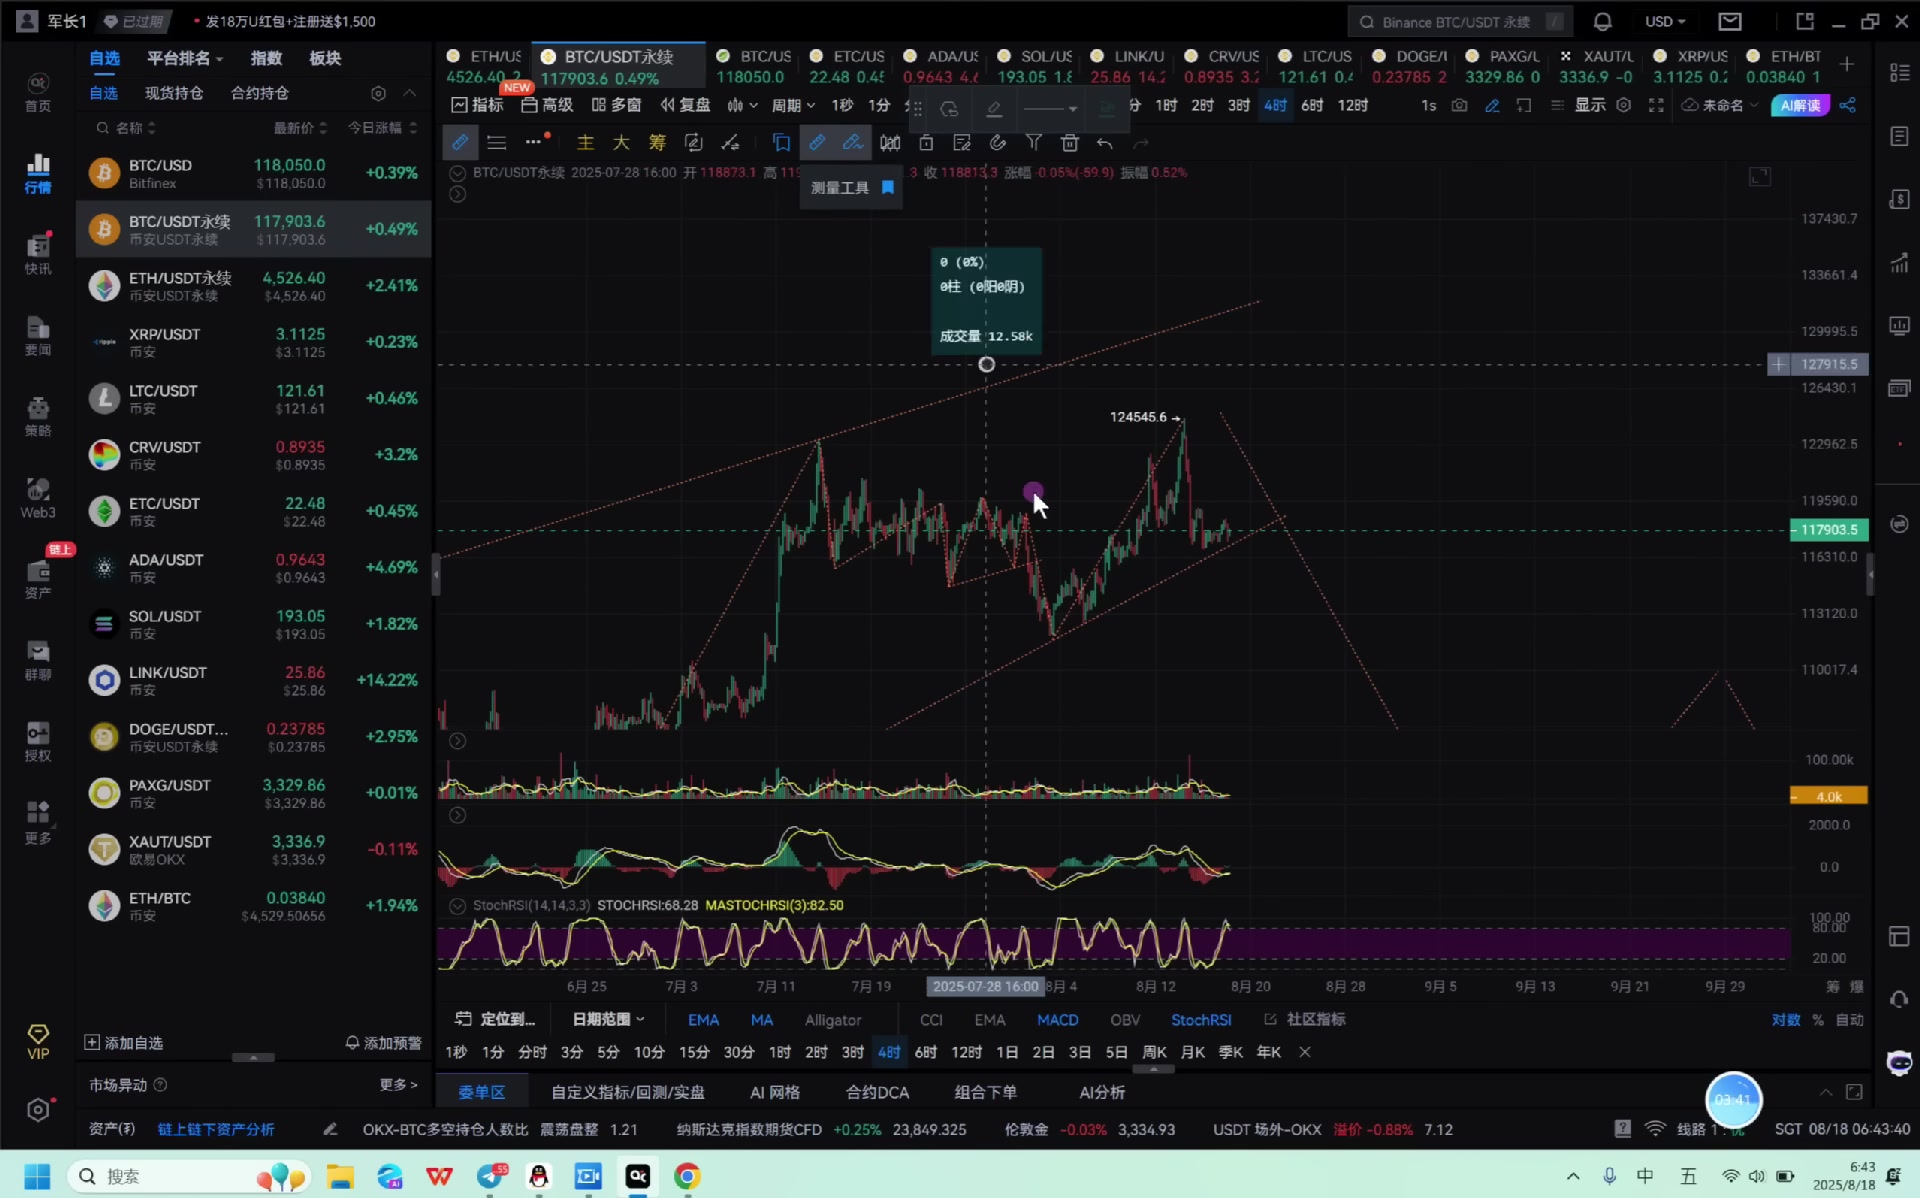 军长1 已过期 • 发18万U红包+注册送$1,500
Binance BTC/USDT 永续 /
USD
自选 平台排名 指数 板块
自选 现货持仓 合约持仓
名称 最新价 今日涨幅
BTC/USD 118,050.0 +0.39%
Bitfinex $118,050.0
BTC/USDT永续 117,903.6 +0.49%
币安USDT永续 $117,903.6
ETH/USDT永续 4,526.40 +2.41%
币安USDT永续 $4,526.40
XRP/USDT 3.1125 +0.23%
币安 $3.1125
LTC/USDT 121.61 +0.46%
币安 $121.61
CRV/USDT 0.8935 +3.2%
币安 $0.8935
ETC/USDT 22.48 +0.45%
币安 $22.48
ADA/USDT 0.9643 +4.69%
币安 $0.9643
SOL/USDT 193.05 +1.82%
币安 $193.05
LINK/USDT 25.86 +14.22%
币安 $25.86
DOGE/USDT... 0.23785 +2.95%
币安USDT永续 $0.23785
PAXG/USDT 3,329.86 +0.01%
币安 $3,329.86
XAUT/USDT 3,336.9 -0.11%
欧易OKX $3,336.9
ETH/BTC 0.03840 +1.94%
币安 $4,529.50656
添加自选 添加预警
市场异动 更多 >
首页
行情
快讯
要闻
策略
Web3
链上
资产
群聊
授权
更多
VIP
ETH/US BTC/USDT永续 BTC/US ETC/US ADA/US SOL/US LINK/U CRV/US LTC/US DOGE/I PAXG/L XAUT/L XRP/US ETH/BT
4526.40 2 117903.6 0.49% 118050.0 22.48 0.45 0.9643 4.6 193.05 1.8 25.86 14.2 0.8935 3.2 121.61 0.4 0.23785 2 3329.86 0 3336.9 -0 3.1125 0.2 0.03840 1
NEW
指标 高级 多窗 复盘 周期 1秒 1分 1时 2时 3时 4时 6时 12时 1s 显示 未命名 AI解读
主 大 筹
BTC/USDT永续 2025-07-28 16:00 开 118873.1 高 收 118813.3 涨幅 -0.05%(-59.9) 振幅 0.52%
测量工具
0 (0%)
0柱 (0阳0阴)
成交量 12.58k
124545.6
137430.7
133661.4
129995.5
127915.5
126430.1
122962.5
119590.0
117903.5
116310.0
113120.0
110017.4
100.00k
4.0k
2000.0
0.0
StochRSI(14,14,3,3) STOCHRSI:68.28 MASTOCHRSI(3):82.50
100.00
80.00
20.00
6月 25 7月 3 7月 11 7月 19 2025-07-28 16:00 8月 4 8月 12 8月 20 8月 28 9月 5 9月 13 9月 21 9月 29 筹 爆
定位到... 日期范围 EMA MA Alligator CCI EMA MACD OBV StochRSI 社区指标 对数 % 自动
1秒 1分 分时 3分 5分 10分 15分 30分 1时 2时 3时 4时 6时 12时 1日 2日 3日 5日 周K 月K 季K 年K
委单区 自定义指标/回测/实盘 AI 网格 合约DCA 组合下单 AI分析
03:41
资产(₮) 链上链下资产分析 OKX-BTC多空持仓人数比 震荡盘整 1.21 纳斯达克指数期货CFD +0.25% 23,849.325 伦敦金 -0.03% 3,334.93 USDT 场外-OKX 溢价 -0.88% 7.12 线路 1 SGT 08/18 06:43:40
搜索 55 中 五 6:43
2025/8/18